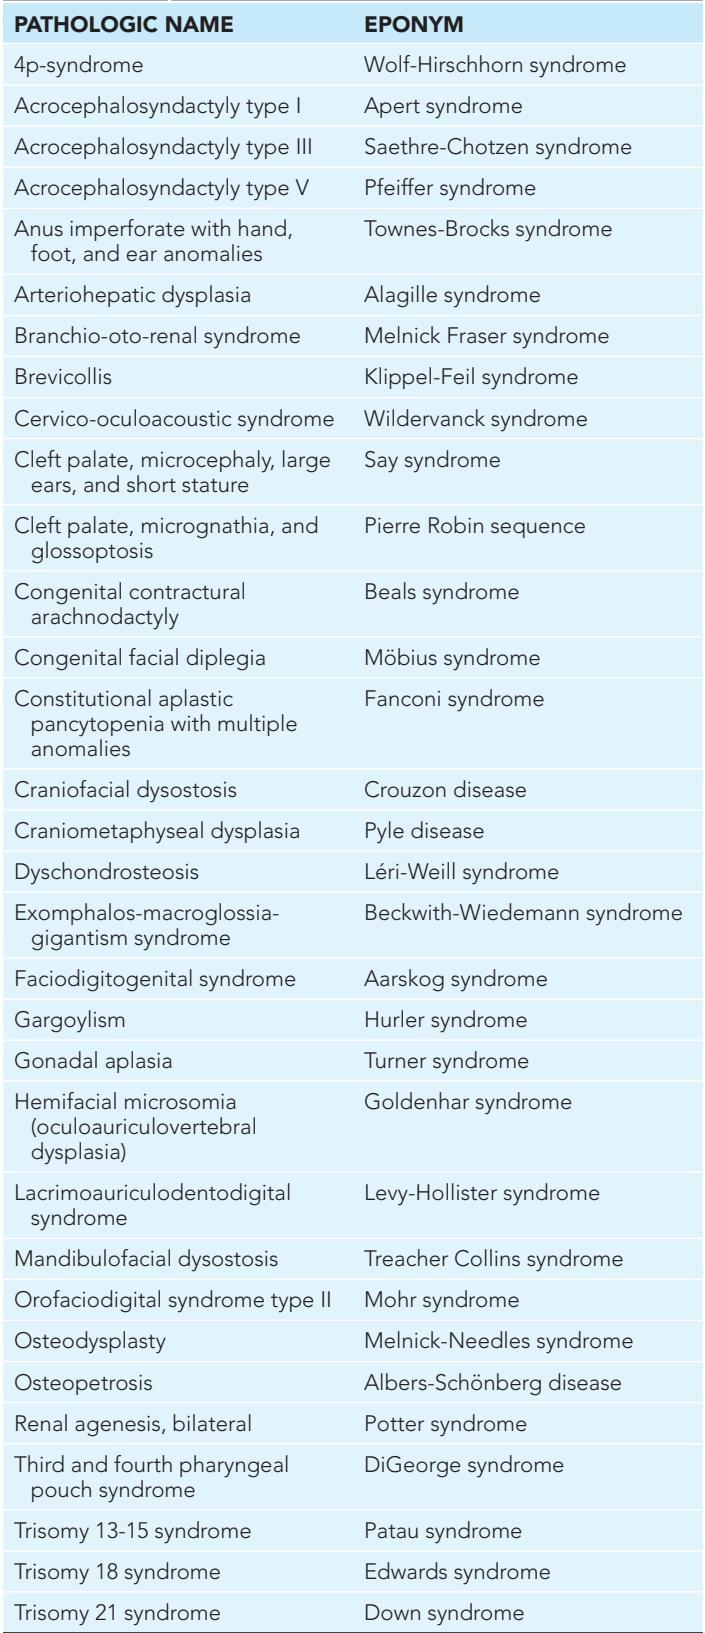 PATHOLOGIC NAME EPONYM
4p-syndrome Wolf-Hirschhorn syndrome
Acrocephalosyndactyly type I Apert syndrome
Acrocephalosyndactyly type III Saethre-Chotzen syndrome
Acrocephalosyndactyly type V Pfeiffer syndrome
Anus imperforate with hand, Townes-Brocks syndrome
foot, and ear anomalies
Arteriohepatic dysplasia Alagille syndrome
Branchio-oto-renal syndrome Melnick Fraser syndrome
Brevicollis Klippel-Feil syndrome
Cervico-oculoacoustic syndrome Wildervanck syndrome
Cleft palate, microcephaly, large Say syndrome
ears, and short stature
Cleft palate, micrognathia, and Pierre Robin sequence
glossoptosis
Congenital contractural Beals syndrome
arachnodactyly
Congenital facial diplegia Möbius syndrome
Constitutional aplastic Fanconi syndrome
pancytopenia with multiple
anomalies
Craniofacial dysostosis Crouzon disease
Craniometaphyseal dysplasia Pyle disease
Dyschondrosteosis Léri-Weill syndrome
Exomphalos-macroglossia- Beckwith-Wiedemann syndrome
gigantism syndrome
Faciodigitogenital syndrome Aarskog syndrome
Gargoylism Hurler syndrome
Gonadal aplasia Turner syndrome
Hemifacial microsomia Goldenhar syndrome
(oculoauriculovertebral
dysplasia)
Lacrimoauriculodentodigital Levy-Hollister syndrome
syndrome
Mandibulofacial dysostosis Treacher Collins syndrome
Orofaciodigital syndrome type II Mohr syndrome
Osteodysplasty Melnick-Needles syndrome
Osteopetrosis Albers-Schönberg disease
Renal agenesis, bilateral Potter syndrome
Third and fourth pharyngeal DiGeorge syndrome
pouch syndrome
Trisomy 13-15 syndrome Patau syndrome
Trisomy 18 syndrome Edwards syndrome
Trisomy 21 syndrome Down syndrome